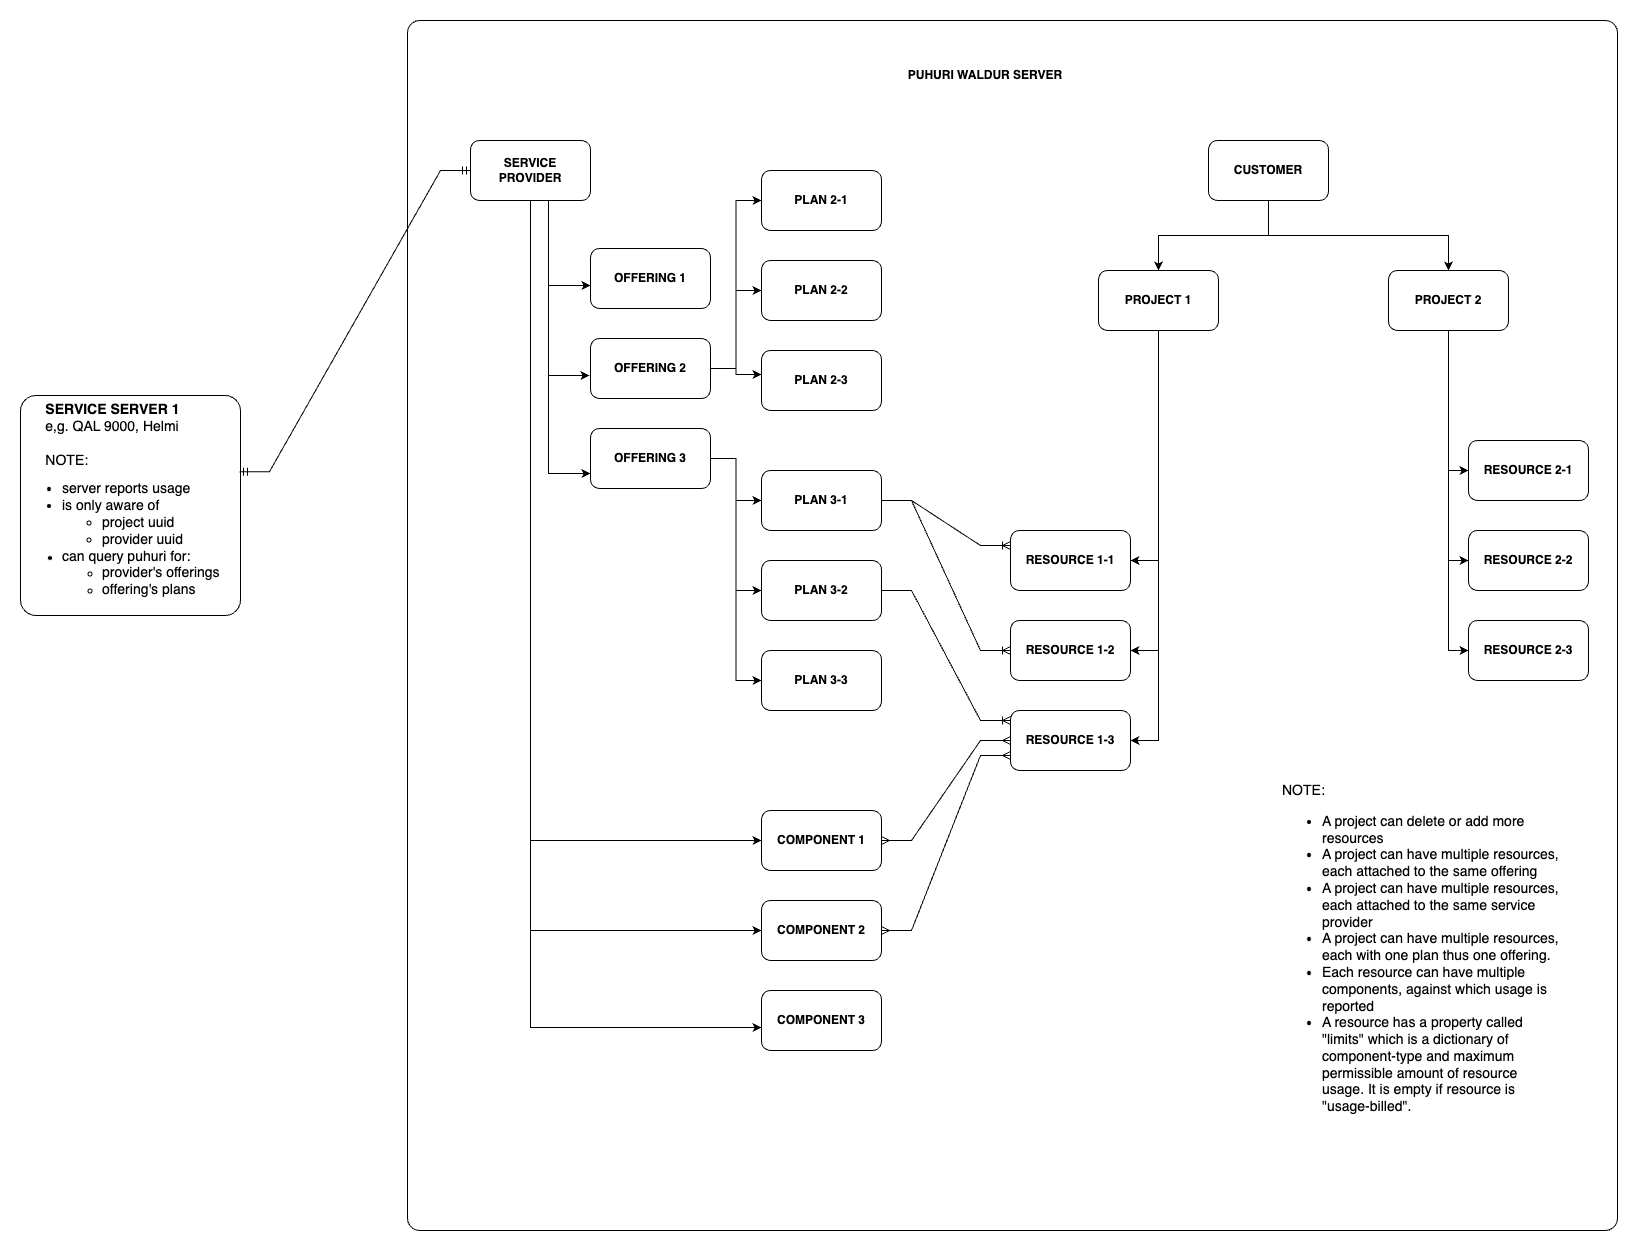 PUHURI WALDUR SERVER
SERVICE
PROVIDER
CUSTOMER
PLAN 2-1
OFFERING 1
PLAN 2-2
PROJECT 1
PROJECT 2
OFFERING 2
PLAN 2-3
SERVICE SERVER 1
e,g. QAL 9000, Helmi
NOTE:
• server reports usage
• is only aware of
◦ project uuid
◦ provider uuid
• can query puhuri for:
◦ provider's offerings
◦ offering's plans
OFFERING 3
PLAN 3-1
RESOURCE 2-1
RESOURCE 1-1
RESOURCE 2-2
PLAN 3-2
RESOURCE 1-2
RESOURCE 2-3
PLAN 3-3
RESOURCE 1-3
COMPONENT 1
COMPONENT 2
COMPONENT 3
NOTE:
• A project can delete or add more
resources
• A project can have multiple resources,
each attached to the same offering
• A project can have multiple resources,
each attached to the same service
provider
• A project can have multiple resources,
each with one plan thus one offering.
• Each resource can have multiple
components, against which usage is
reported
• A resource has a property called
"limits" which is a dictionary of
component-type and maximum
permissible amount of resource
usage. It is empty if resource is
"usage-billed".